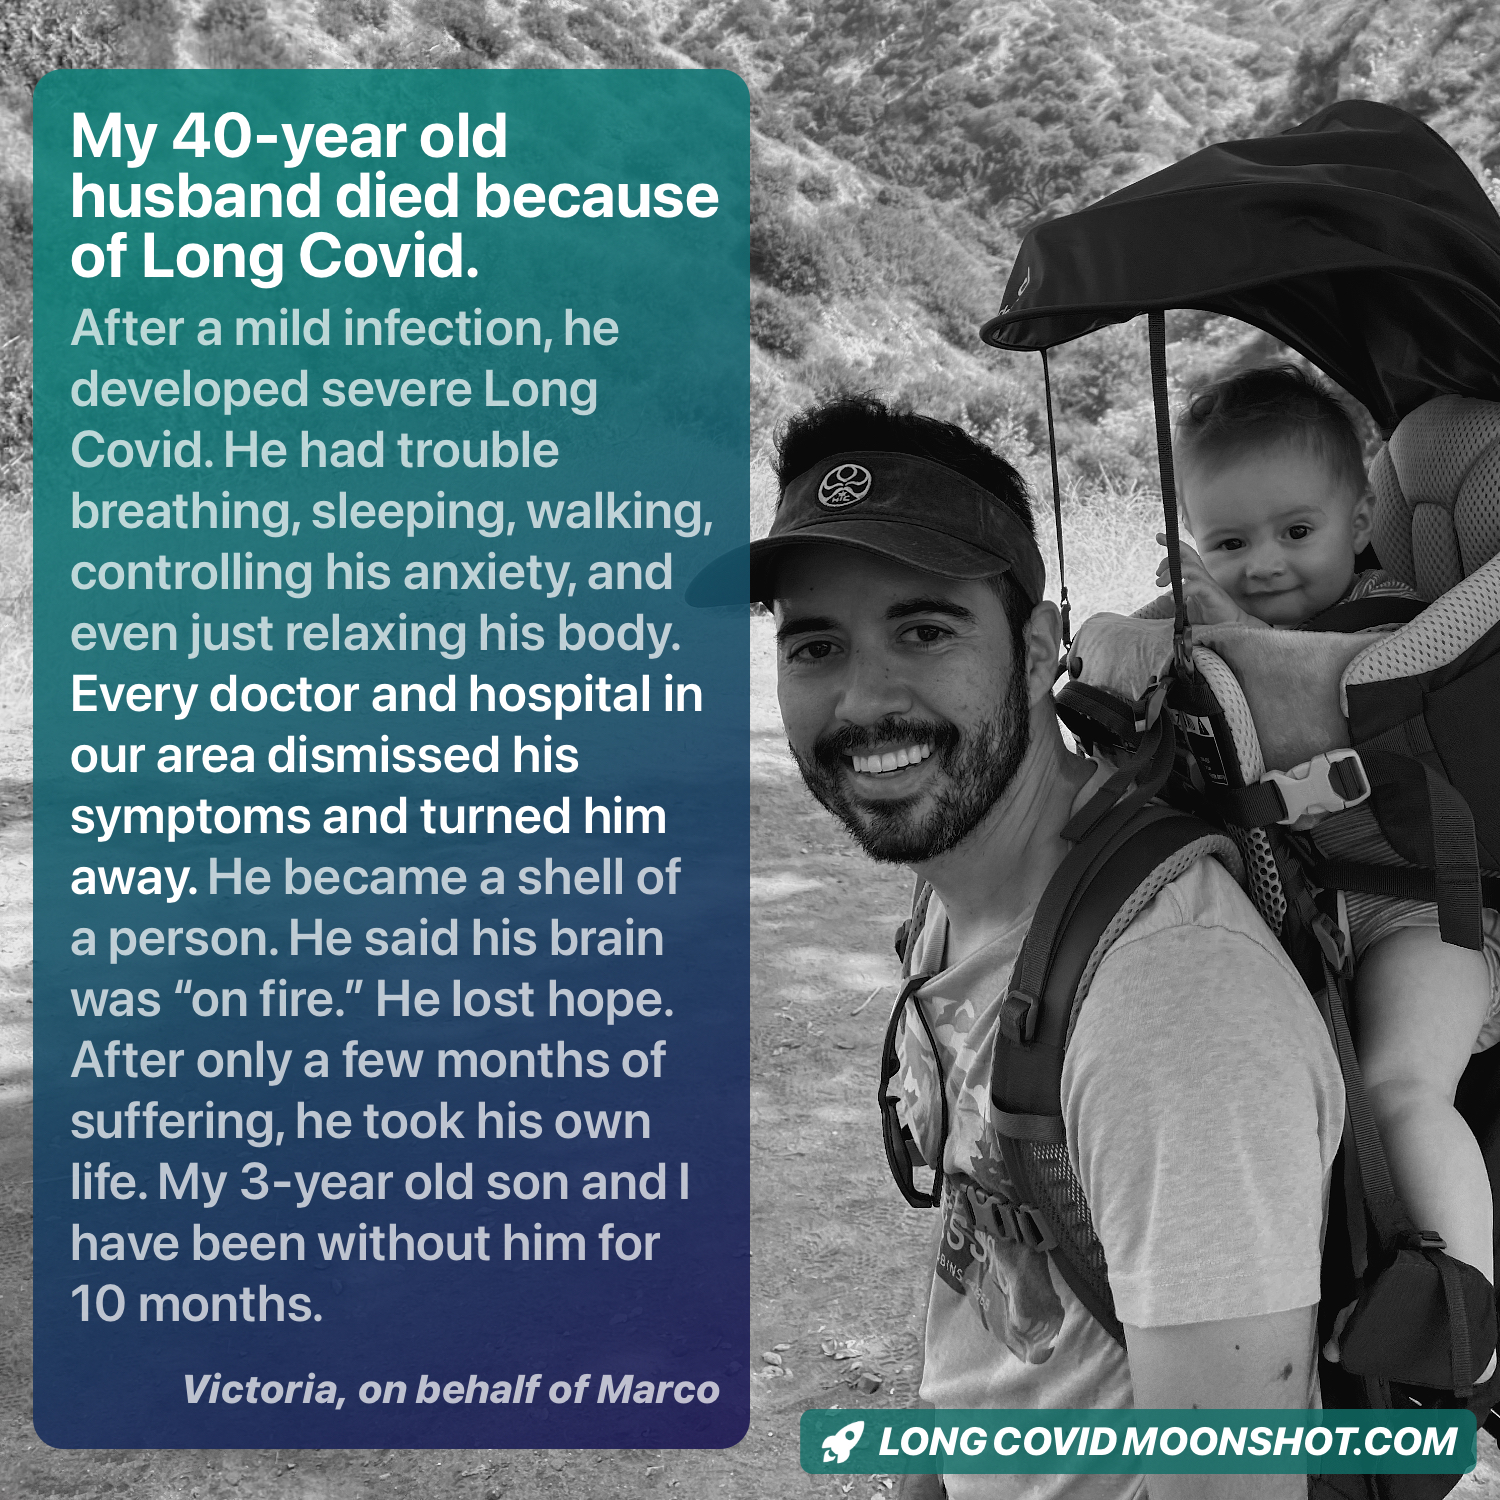 My 40-year old
husband died because
of Long Covid.
After a mild infection, he
developed severe Long
Covid. He had trouble
breathing, sleeping, walking,
controlling his anxiety, and
even just relaxing his body.
Every doctor and hospital in
our area dismissed his
symptoms and turned him
away. He became a shell of
a person. He said his brain
was “on fire.” He lost hope.
After only a few months of
suffering, he took his own
life. My 3-year old son and I
have been without him for
10 months.
Victoria, on behalf of Marco
LONG COVID MOONSHOT.COM
HIC